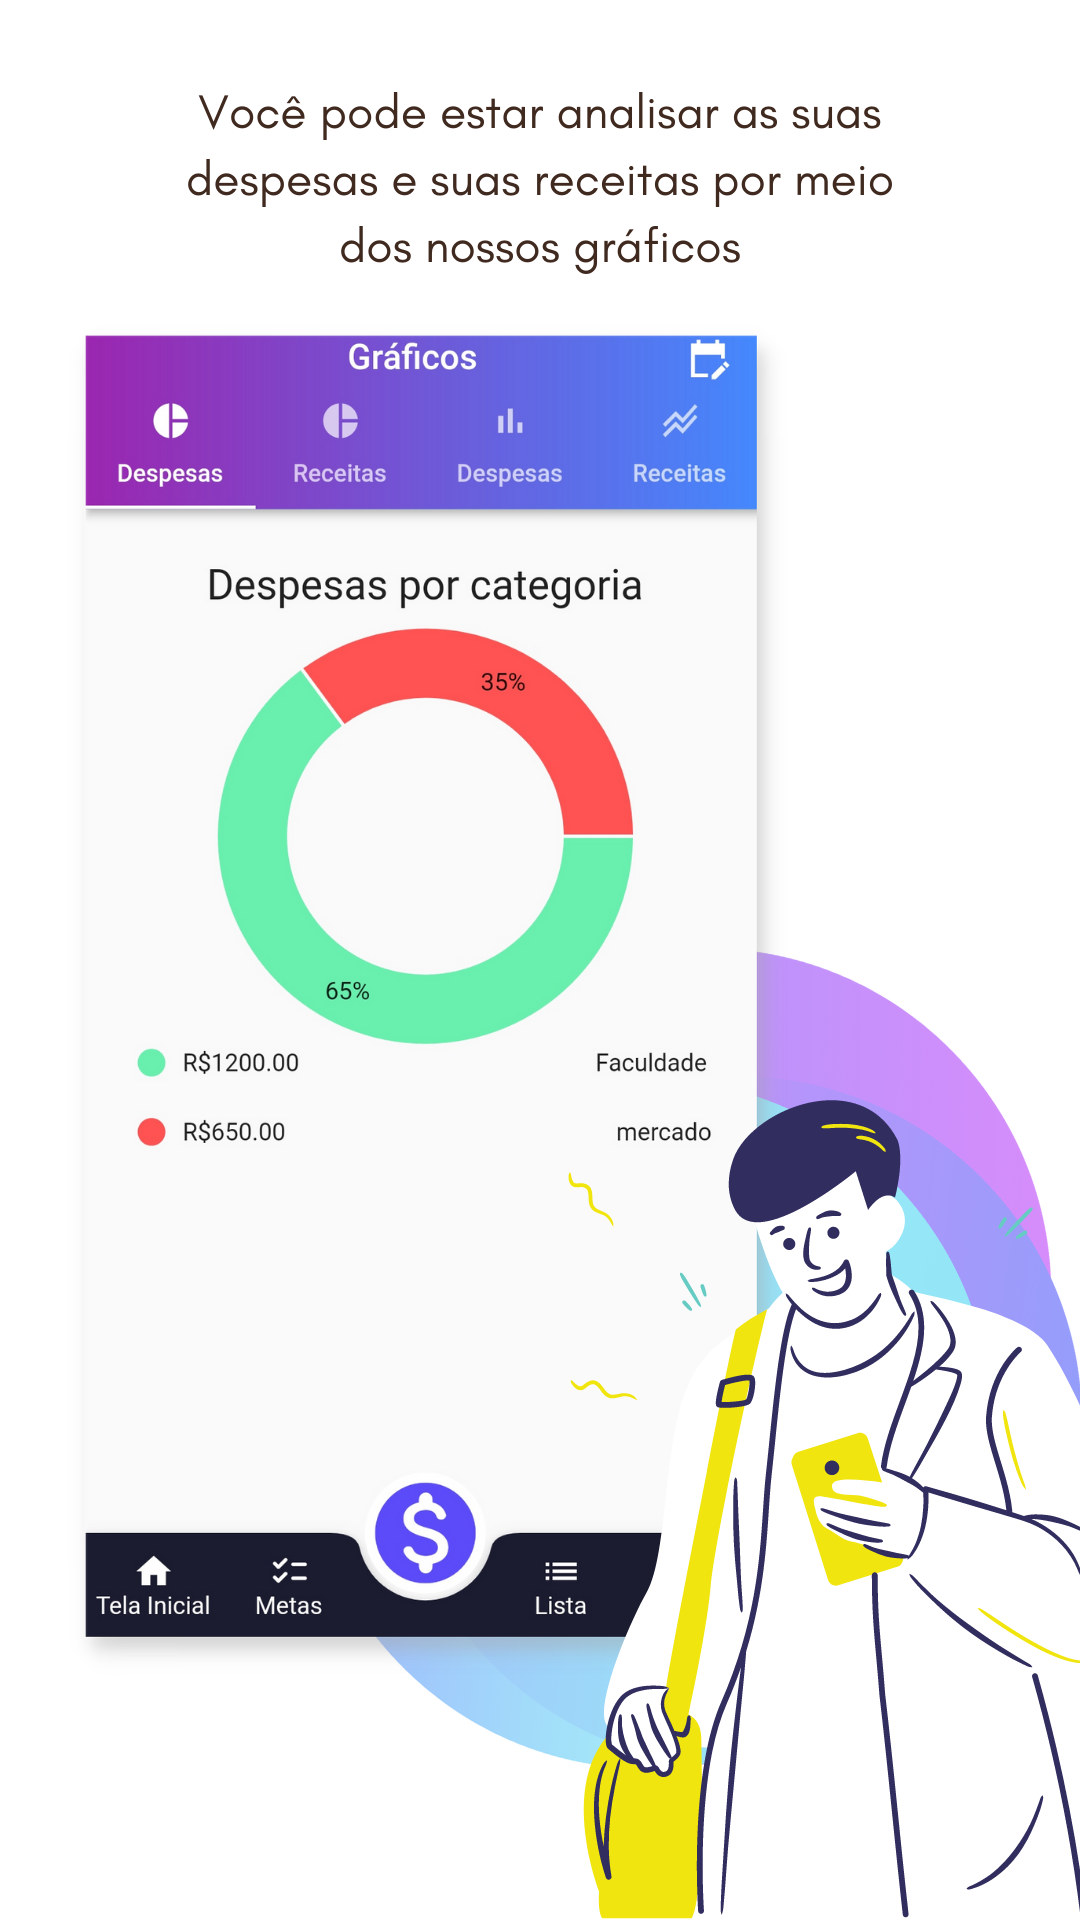 Você pode estar analisar as suas
despesas e suas receitas por meio
dos nossos gráficos
Gráficos
Despesas Receitas Despesas Receitas
Despesas por categoria
35%
65%
R$1200.00 Faculdade
R$650.00 mercado
$
Tela Inicial Metas Lista